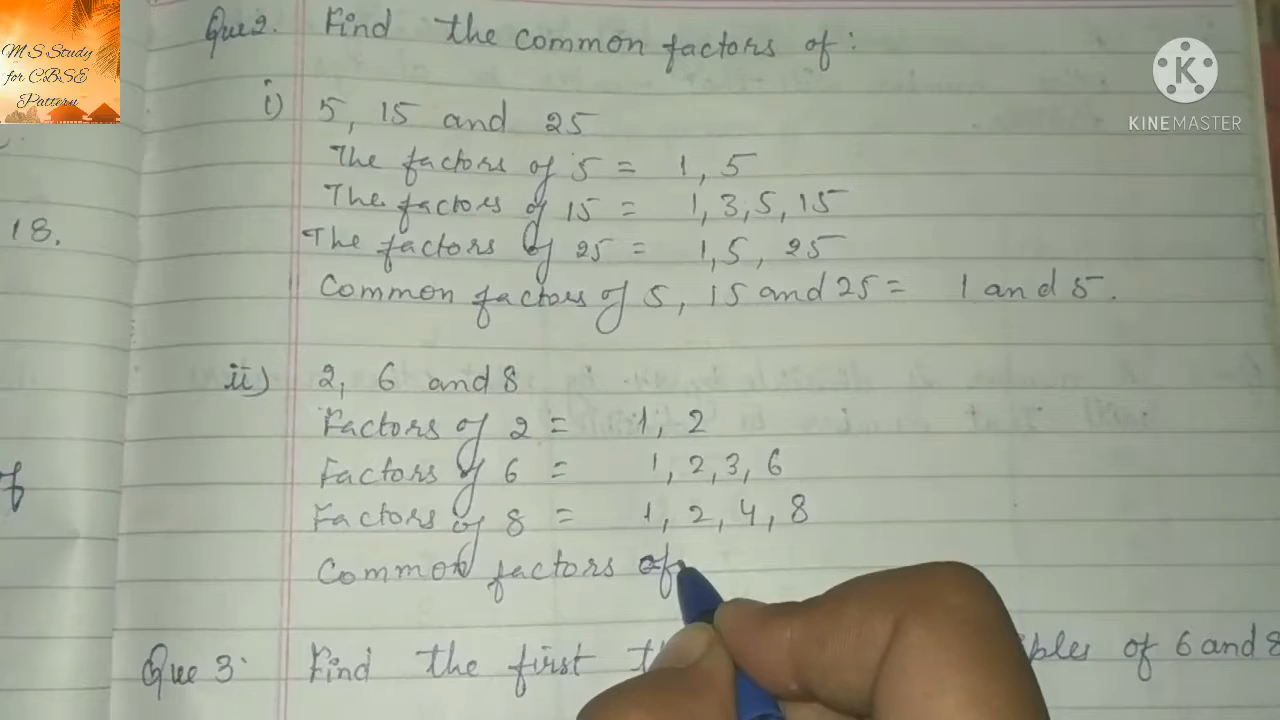 M S Study
for CBSE
Pattern
KINEMASTER
18.
of
Que 2. Find the common factors of:
i) 5, 15 and 25
The factors of 5 = 1, 5
The factors of 15 = 1, 3, 5, 15
The factors of 25 = 1, 5, 25
Common factors of 5, 15 and 25 = 1 and 5.
ii) 2, 6 and 8
Factors of 2 = 1, 2
Factors of 6 = 1, 2, 3, 6
Factors of 8 = 1, 2, 4, 8
Common factors of
Que 3. Find the first of 6 and 8